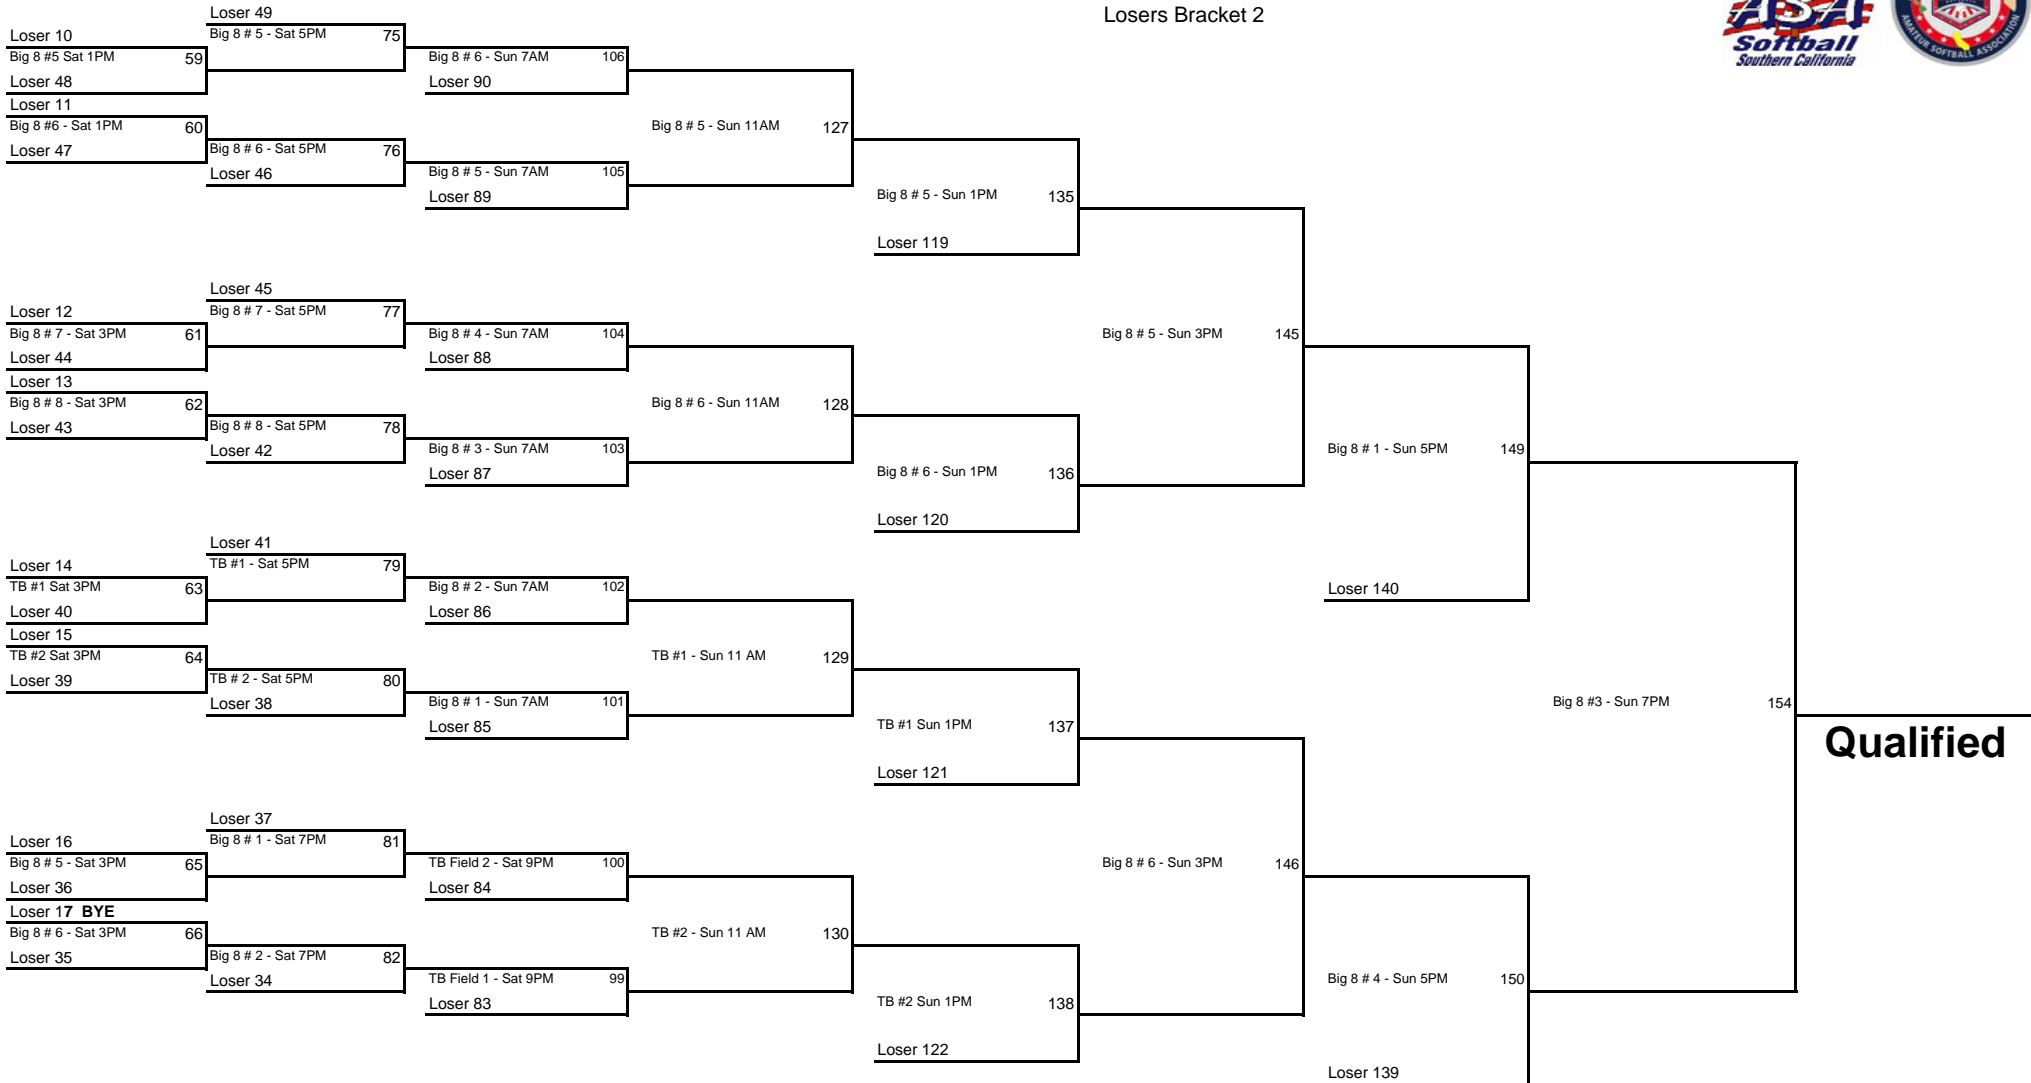 Losers Bracket 2
ASA
Softball
Southern California
AMATEUR SOFTBALL ASSOCIATION
Loser 49
Loser 10
Big 8 # 5 - Sat 5PM 75
Big 8 #5 Sat 1PM 59
Big 8 # 6 - Sun 7AM 106
Loser 48
Loser 90
Loser 11
Big 8 #6 - Sat 1PM 60
Big 8 # 5 - Sun 11AM 127
Loser 47
Big 8 # 6 - Sat 5PM 76
Loser 46
Big 8 # 5 - Sun 7AM 105
Loser 89
Big 8 # 5 - Sun 1PM 135
Loser 119
Loser 45
Loser 12
Big 8 # 7 - Sat 5PM 77
Big 8 # 7 - Sat 3PM 61
Big 8 # 4 - Sun 7AM 104
Big 8 # 5 - Sun 3PM 145
Loser 44
Loser 88
Loser 13
Big 8 # 8 - Sat 3PM 62
Big 8 # 6 - Sun 11AM 128
Loser 43
Big 8 # 8 - Sat 5PM 78
Loser 42
Big 8 # 3 - Sun 7AM 103
Big 8 # 1 - Sun 5PM 149
Loser 87
Big 8 # 6 - Sun 1PM 136
Loser 120
Loser 41
Loser 14
TB #1 - Sat 5PM 79
TB #1 Sat 3PM 63
Big 8 # 2 - Sun 7AM 102
Loser 140
Loser 40
Loser 86
Loser 15
TB #2 Sat 3PM 64
TB #1 - Sun 11 AM 129
Loser 39
TB # 2 - Sat 5PM 80
Loser 38
Big 8 # 1 - Sun 7AM 101
Big 8 #3 - Sun 7PM 154
Loser 85
TB #1 Sun 1PM 137
Qualified
Loser 121
Loser 37
Loser 16
Big 8 # 1 - Sat 7PM 81
Big 8 # 5 - Sat 3PM 65
TB Field 2 - Sat 9PM 100
Big 8 # 6 - Sun 3PM 146
Loser 36
Loser 84
Loser 17 BYE
Big 8 # 6 - Sat 3PM 66
TB #2 - Sun 11 AM 130
Loser 35
Big 8 # 2 - Sat 7PM 82
Loser 34
TB Field 1 - Sat 9PM 99
Big 8 # 4 - Sun 5PM 150
Loser 83
TB #2 Sun 1PM 138
Loser 122
Loser 139